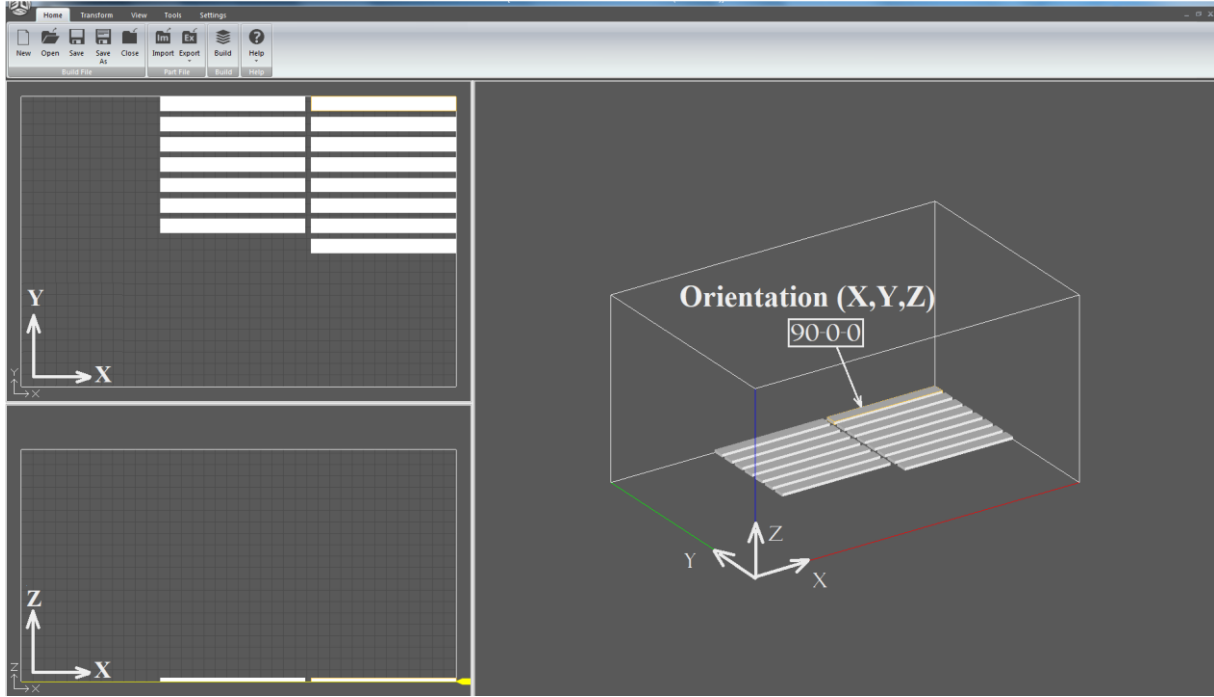 Home Transform View Tools Settings
New Open Save Save As Close Import Export Build Help
Build File Part File Build Help
Y
X
Y
X
Z
X
Z
X
Orientation (X,Y,Z)
90-0-0
Z
Y
X